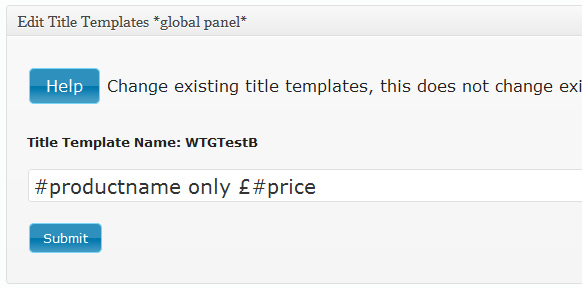 Edit Title Templates *global panel*
Help Change existing title templates, this does not change
Title Template Name: WTGTestB
#productname only £#price
Submit